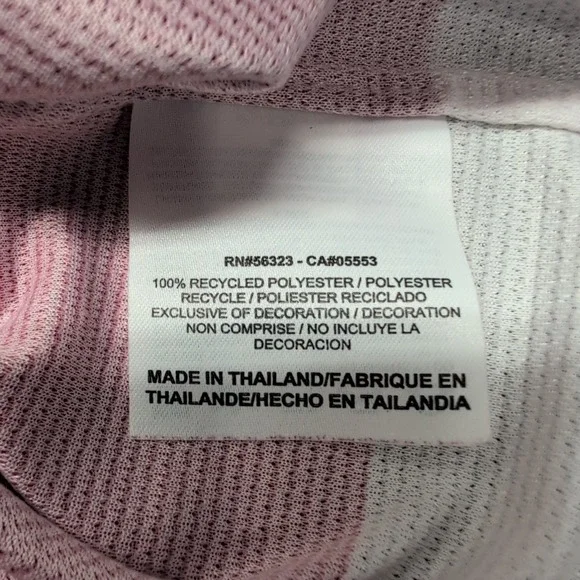 RN#56323 - CA#05553
100% RECYCLED POLYESTER / POLYESTER
RECYCLE / POLIESTER RECICLADO
EXCLUSIVE OF DECORATION / DECORATION
NON COMPRISE / NO INCLUYE LA
DECORACION
MADE IN THAILAND/FABRIQUE EN
THAILANDE/HECHO EN TAILANDIA